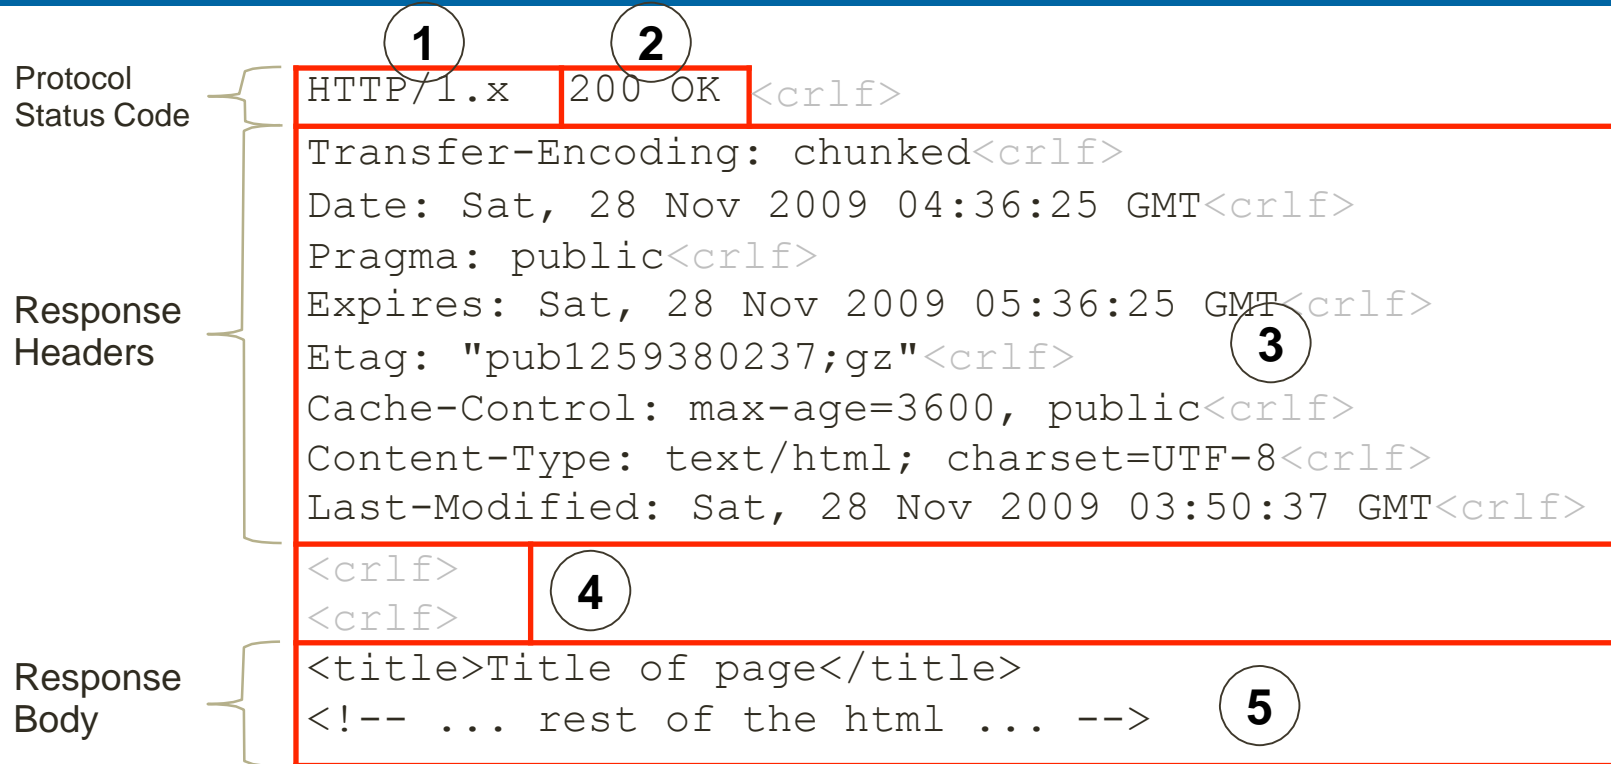 1
2
Protocol
Status Code
HTTP/1.x 200 OK <crlf>
Transfer-Encoding: chunked<crlf>
Date: Sat, 28 Nov 2009 04:36:25 GMT<crlf>
Pragma: public<crlf>
Response
Headers
Expires: Sat, 28 Nov 2009 05:36:25 GMT<crlf>
3
Etag: "pub1259380237;gz"<crlf>
Cache-Control: max-age=3600, public<crlf>
Content-Type: text/html; charset=UTF-8<crlf>
Last-Modified: Sat, 28 Nov 2009 03:50:37 GMT<crlf>
<crlf>
4
<crlf>
Response
Body
<title>Title of page</title>
<!-- ... rest of the html ... -->
5